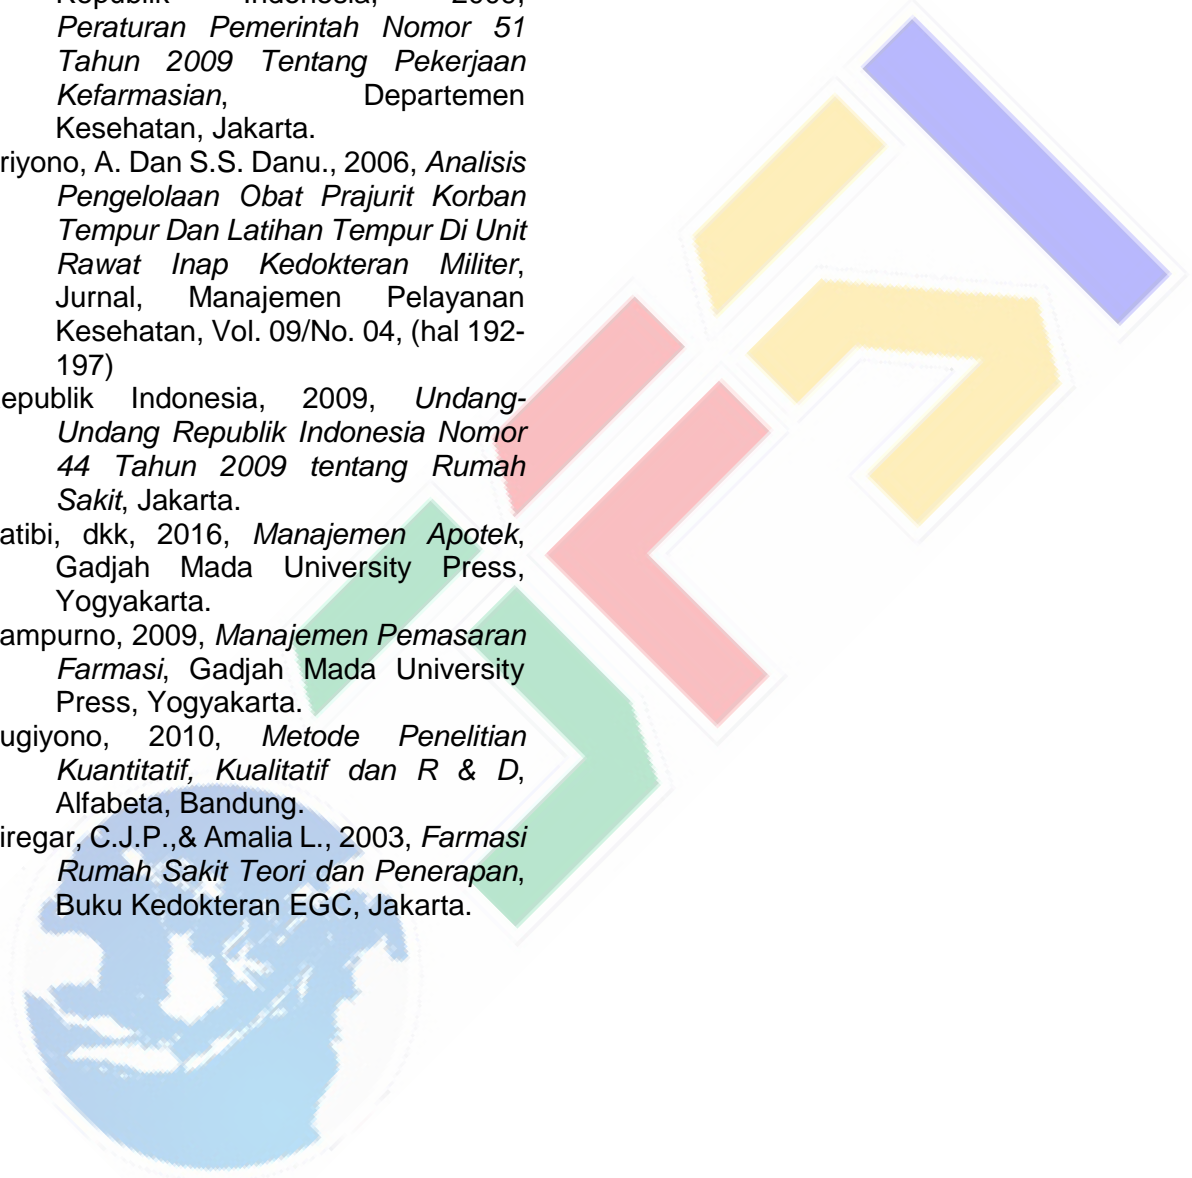 Republik Indonesia, 2009,
Peraturan Pemerintah Nomor 51
Tahun 2009 Tentang Pekerjaan
Kefarmasian, Departemen
Kesehatan, Jakarta.
riyono, A. Dan S.S. Danu., 2006, Analisis
Pengelolaan Obat Prajurit Korban
Tempur Dan Latihan Tempur Di Unit
Rawat Inap Kedokteran Militer,
Jurnal, Manajemen Pelayanan
Kesehatan, Vol. 09/No. 04, (hal 192-
197)
epublik Indonesia, 2009, Undang-
Undang Republik Indonesia Nomor
44 Tahun 2009 tentang Rumah
Sakit, Jakarta.
atibi, dkk, 2016, Manajemen Apotek,
Gadjah Mada University Press,
Yogyakarta.
ampurno, 2009, Manajemen Pemasaran
Farmasi, Gadjah Mada University
Press, Yogyakarta.
ugiyono, 2010, Metode Penelitian
Kuantitatif, Kualitatif dan R & D,
Alfabeta, Bandung.
iregar, C.J.P.,& Amalia L., 2003, Farmasi
Rumah Sakit Teori dan Penerapan,
Buku Kedokteran EGC, Jakarta.